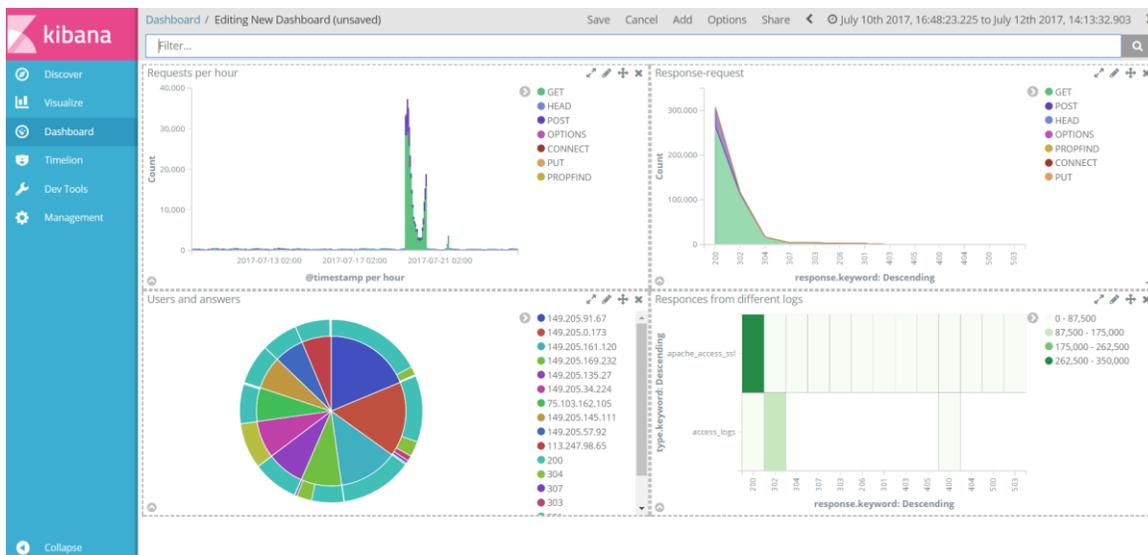 kibana
Discover
Visualize
Dashboard
Timelion
Dev Tools
Management
Collapse
Dashboard / Editing New Dashboard (unsaved)
Save Cancel Add Options Share July 10th 2017, 16:48:23.225 to July 12th 2017, 14:13:32.903
Filter...
Requests per hour
40,000
30,000
20,000
10,000
0
Count
2017-07-13 02:00 2017-07-17 02:00 2017-07-21 02:00
@timestamp per hour
GET
HEAD
POST
OPTIONS
CONNECT
PUT
PROPFIND
Response-request
300,000
200,000
100,000
0
Count
200 302 304 307 303 206 301 403 405 400 404 500 503
response.keyword: Descending
GET
POST
HEAD
OPTIONS
PROPFIND
CONNECT
PUT
Users and answers
149.205.91.67
149.205.0.173
149.205.161.120
149.205.169.232
149.205.135.27
149.205.34.224
75.103.162.105
149.205.145.111
149.205.57.92
113.247.98.65
200
304
307
303
Responces from different logs
type.keyword: Descending
apache_access_ssl
access_logs
200 302 304 307 303 206 301 403 405 400 404 500 503
response.keyword: Descending
0 - 87,500
87,500 - 175,000
175,000 - 262,500
262,500 - 350,000